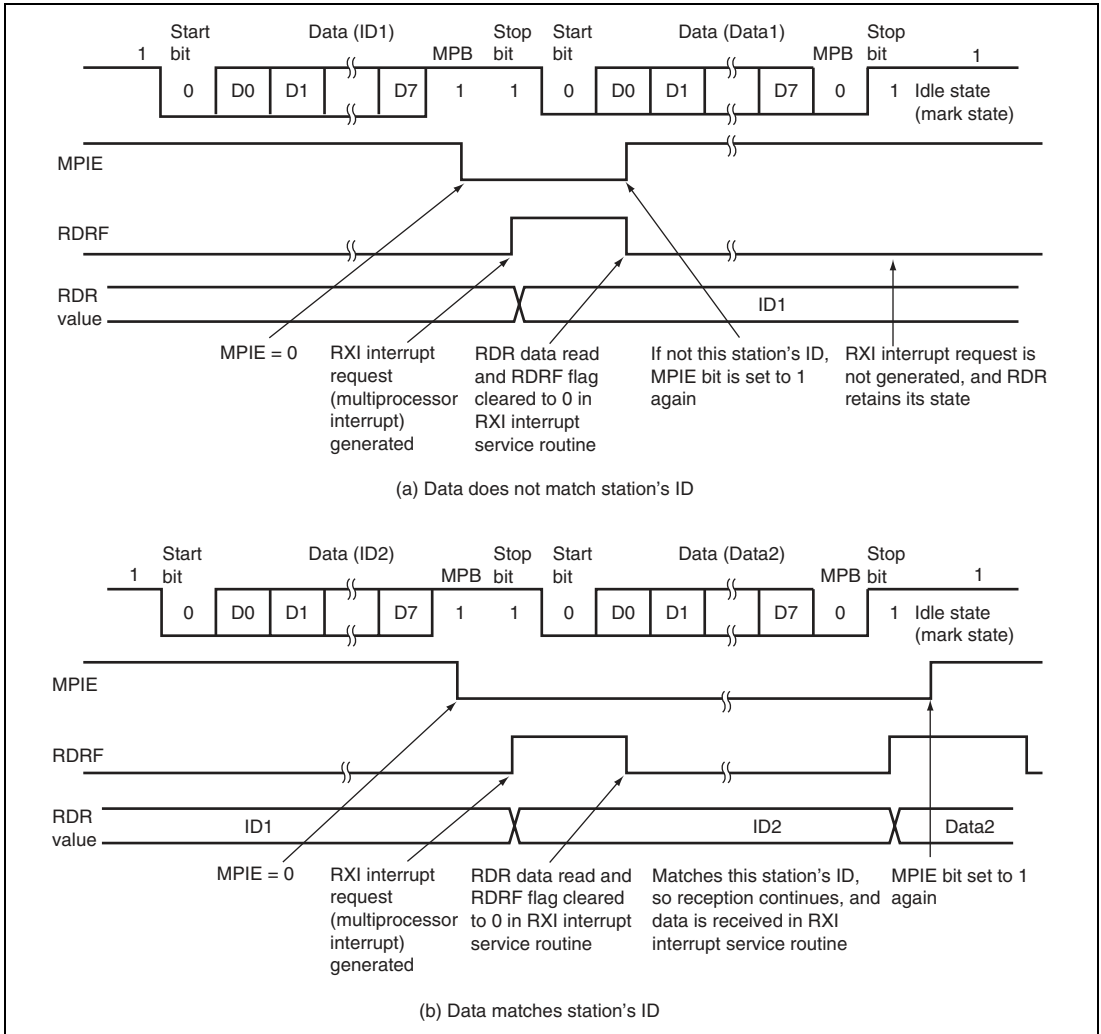 Start bit Data (ID1) Stop bit Start bit Data (Data1) Stop bit
1 MPB MPB 1
0 D0 D1 D7 1 1 0 D0 D1 D7 0 1 Idle state (mark state)
MPIE
RDRF
RDR value
ID1
MPIE = 0
RXI interrupt
request
(multiprocessor
interrupt)
generated
RDR data read
and RDRF flag
cleared to 0 in
RXI interrupt
service routine
If not this station's ID,
MPIE bit is set to 1
again
RXI interrupt request is
not generated, and RDR
retains its state
(a) Data does not match station's ID
Start bit Data (ID2) Stop bit Start bit Data (Data2) Stop bit
1 MPB MPB 1
0 D0 D1 D7 1 1 0 D0 D1 D7 0 1 Idle state (mark state)
MPIE
RDRF
RDR value
ID1 ID2 Data2
MPIE = 0
RXI interrupt
request
(multiprocessor
interrupt)
generated
RDR data read and
RDRF flag cleared
to 0 in RXI interrupt
service routine
Matches this station's ID,
so reception continues, and
data is received in RXI
interrupt service routine
MPIE bit set to 1
again
(b) Data matches station's ID